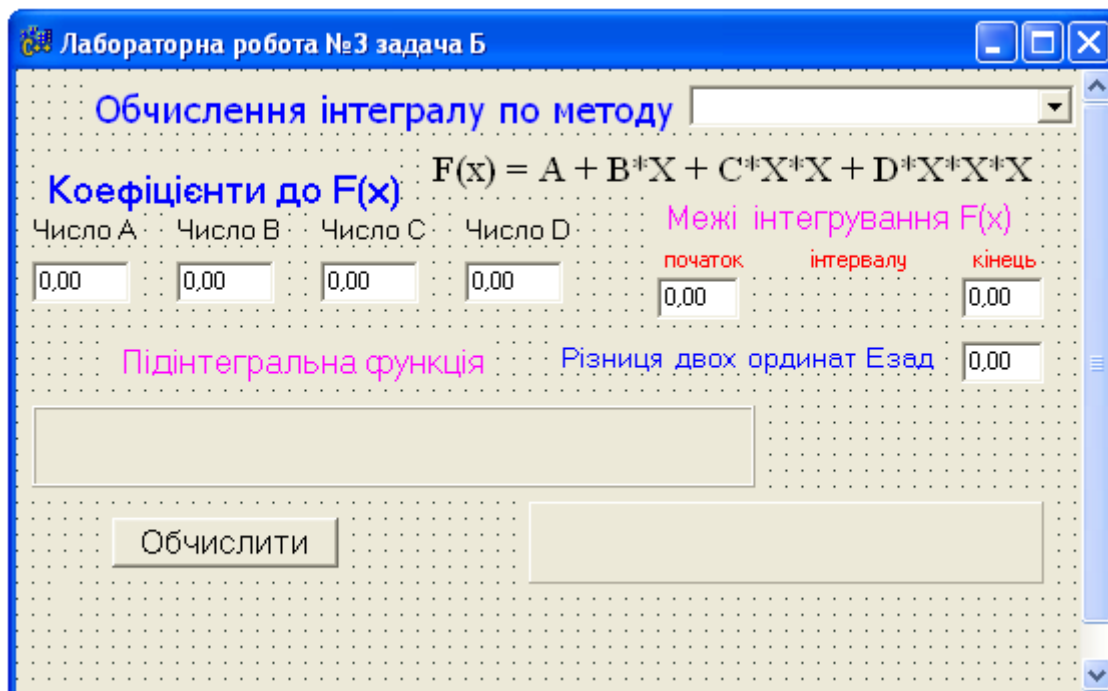 Лабораторна робота №3 задача Б
Обчислення інтегралу по методу
F(x) = A + B*X + C*X*X + D*X*X*X
Коефіцієнти до F(x)
Межі інтегрування F(x)
Число A Число B Число C Число D
початок інтервалу кінець
0,00 0,00 0,00 0,00 0,00 0,00
Підінтегральна функція
Різниця двох ординат Eзад 0,00
Обчислити